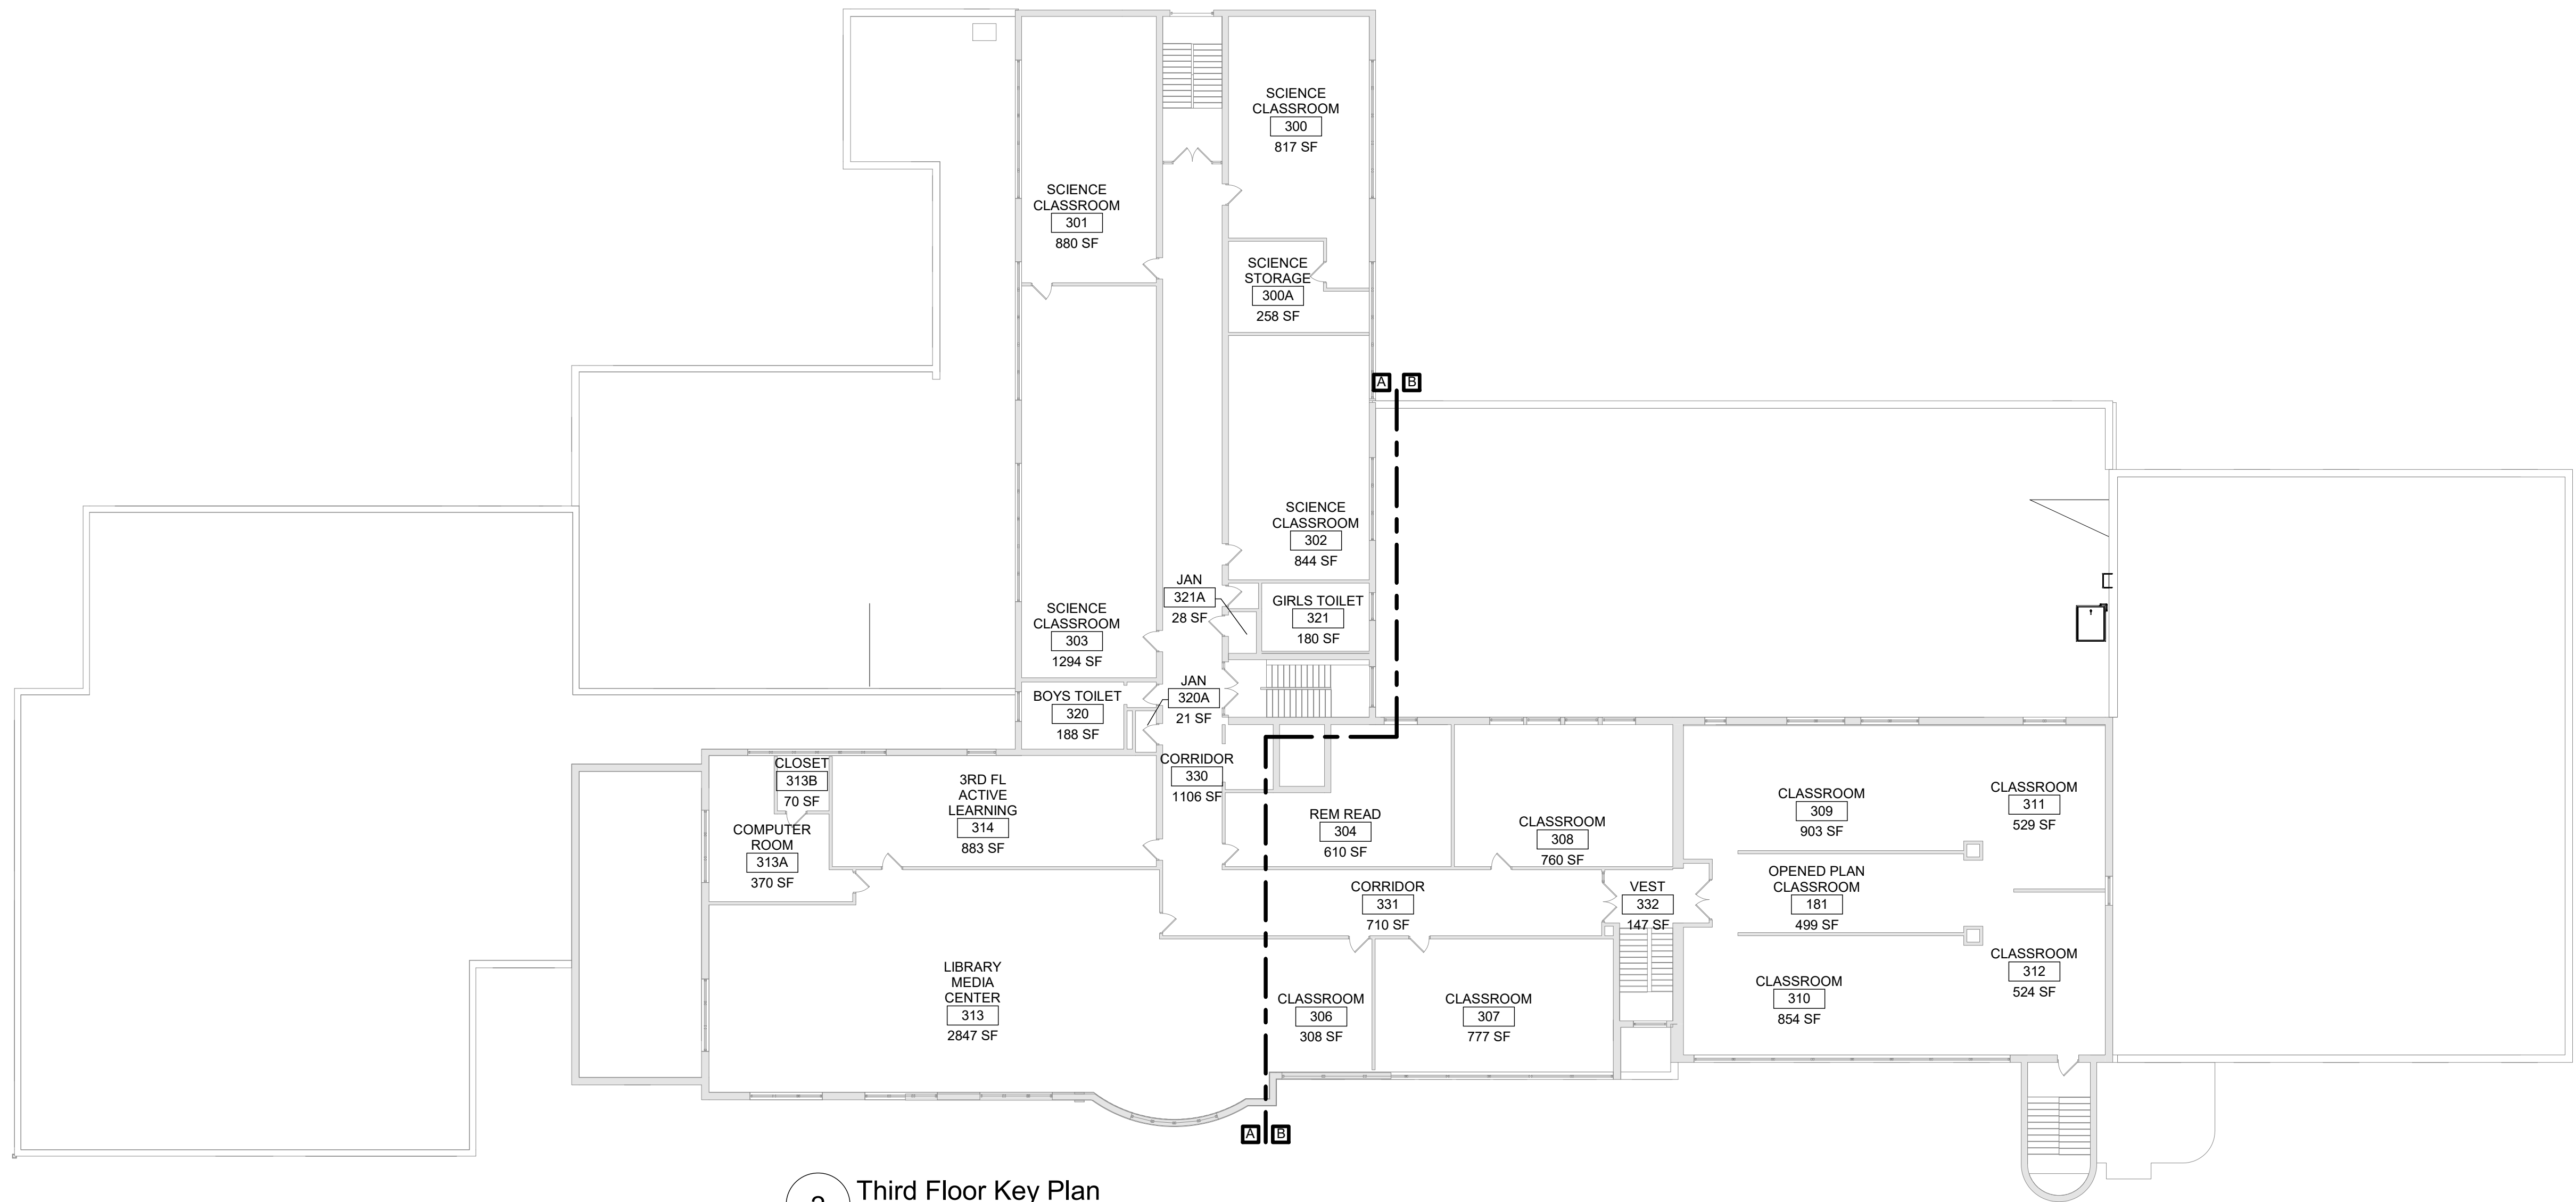 SCIENCE
CLASSROOM
300
817 SF
SCIENCE
CLASSROOM
301
880 SF
SCIENCE
STORAGE
300A
258 SF
A B
SCIENCE
CLASSROOM
302
844 SF
JAN
321A
28 SF
GIRLS TOILET
321
180 SF
SCIENCE
CLASSROOM
303
1294 SF
JAN
320A
21 SF
BOYS TOILET
320
188 SF
CORRIDOR
330
1106 SF
CLOSET
313B
70 SF
3RD FL
ACTIVE
LEARNING
314
883 SF
COMPUTER
ROOM
313A
370 SF
REM READ
304
610 SF
CLASSROOM
308
760 SF
CLASSROOM
309
903 SF
CLASSROOM
311
529 SF
OPENED PLAN
CLASSROOM
181
499 SF
CORRIDOR
331
710 SF
VEST
332
147 SF
LIBRARY
MEDIA
CENTER
313
2847 SF
CLASSROOM
306
308 SF
CLASSROOM
307
777 SF
CLASSROOM
310
854 SF
CLASSROOM
312
524 SF
A B
Third Floor Key Plan